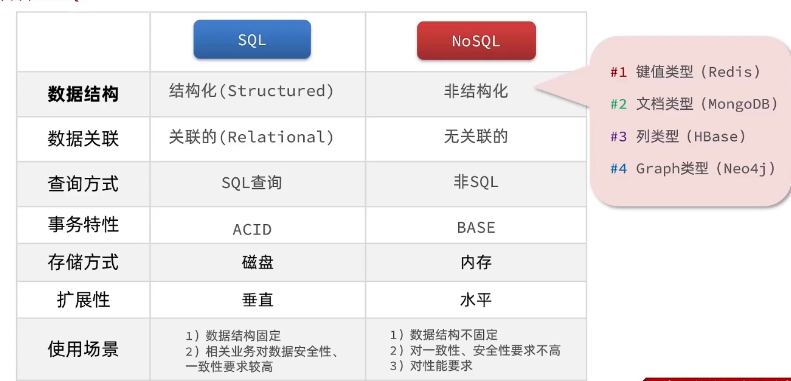 SQL
NoSQL
数据结构
结构化(Structured)
非结构化
数据关联
关联的(Relational)
无关联的
查询方式
SQL查询
非SQL
事务特性
ACID
BASE
存储方式
磁盘
内存
扩展性
垂直
水平
使用场景
1）数据结构固定
2）相关业务对数据安全性、
一致性要求较高
1）数据结构不固定
2）对一致性、安全性要求不高
3）对性能要求
#1 键值类型（Redis）
#2 文档类型（MongoDB）
#3 列类型（HBase）
#4 Graph类型（Neo4j）